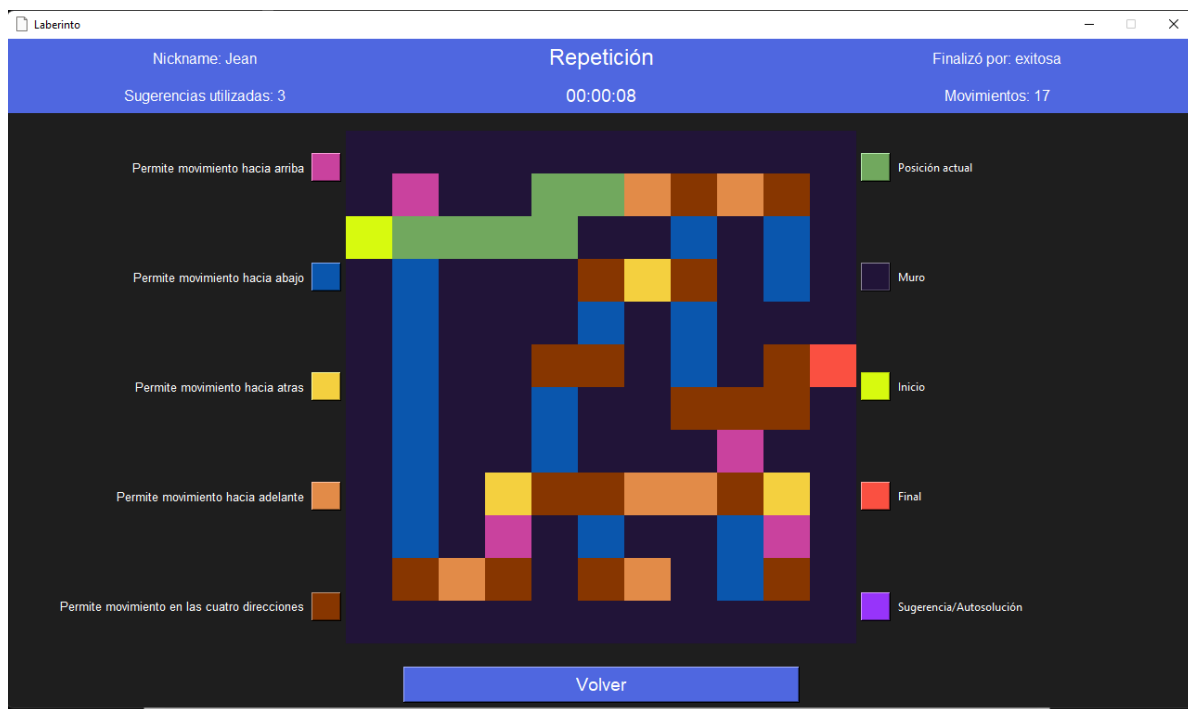 Laberinto
Nickname: Jean
Repetición
Finalizó por: exitosa
Sugerencias utilizadas: 3
00:00:08
Movimientos: 17
Permite movimiento hacia arriba
Posición actual
Permite movimiento hacia abajo
Muro
Permite movimiento hacia atras
Inicio
Permite movimiento hacia adelante
Final
Permite movimiento en las cuatro direcciones
Sugerencia/Autosolución
Volver